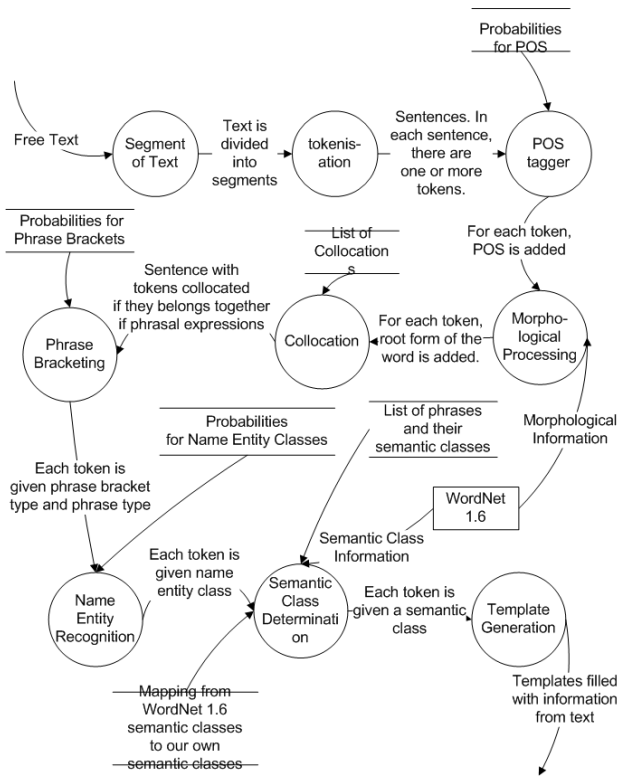 Probabilities
for POS
Free Text
Segment
of Text
Text is
divided
into
segments
tokenis-
ation
Sentences. In
each sentence,
there are
one or more
tokens.
POS
tagger
Probabilities for
Phrase Brackets
List of
Collocation
s
For each token,
POS is added
Sentence with
tokens collocated
if they belongs together
if phrasal expressions
Phrase
Bracketing
Collocation
For each token,
root form of the
word is added.
Morpho-
logical
Processing
Probabilities
for Name Entity Classes
List of phrases
and their
semantic classes
Morphological
Information
Each token is
given phrase bracket
type and phrase type
WordNet
1.6
Semantic Class
Information
Each token is
given name
entity class
Name
Entity
Recognition
Semantic
Class
Determinati
on
Each token is
given a semantic
class
Template
Generation
Mapping from
WordNet 1.6
semantic classes
to our own
semantic classes
Templates filled
with information
from text